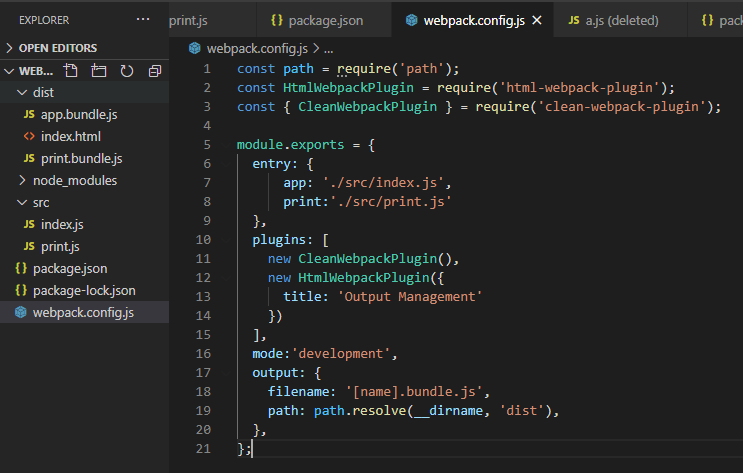 EXPLORER ...
print.js
{} package.json
webpack.config.js ×
JS a.js (deleted)
{} pack
OPEN EDITORS
WEB...
dist
JS app.bundle.js
<> index.html
JS print.bundle.js
node_modules
src
JS index.js
JS print.js
{} package.json
{} package-lock.json
webpack.config.js
webpack.config.js > ...
1 const path = require('path');
2 const HtmlWebpackPlugin = require('html-webpack-plugin');
3 const { CleanWebpackPlugin } = require('clean-webpack-plugin');
4
5 module.exports = {
6 entry: {
7 app: './src/index.js',
8 print:'./src/print.js'
9 },
10 plugins: [
11 new CleanWebpackPlugin(),
12 new HtmlWebpackPlugin({
13 title: 'Output Management'
14 })
15 ],
16 mode:'development',
17 output: {
18 filename: '[name].bundle.js',
19 path: path.resolve(__dirname, 'dist'),
20 },
21 };